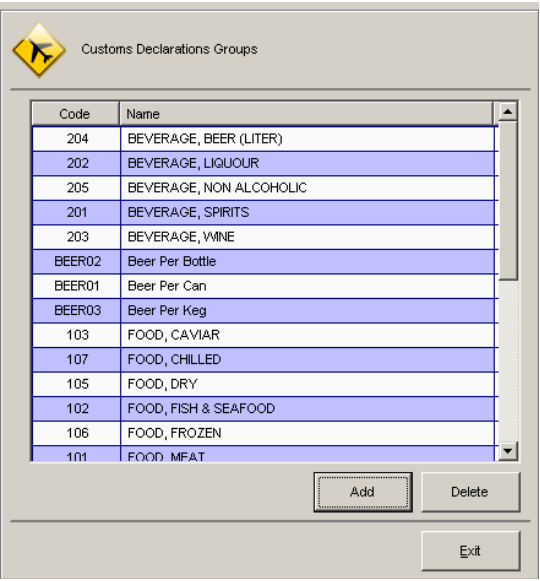 Customs Declarations Groups
Code Name
204 BEVERAGE, BEER (LITER)
202 BEVERAGE, LIQUOUR
205 BEVERAGE, NON ALCOHOLIC
201 BEVERAGE, SPIRITS
203 BEVERAGE, WINE
BEER02 Beer Per Bottle
BEER01 Beer Per Can
BEER03 Beer Per Keg
103 FOOD, CAVIAR
107 FOOD, CHILLED
105 FOOD, DRY
102 FOOD, FISH & SEAFOOD
106 FOOD, FROZEN
101 FOOD, MEAT
Add Delete
Exit